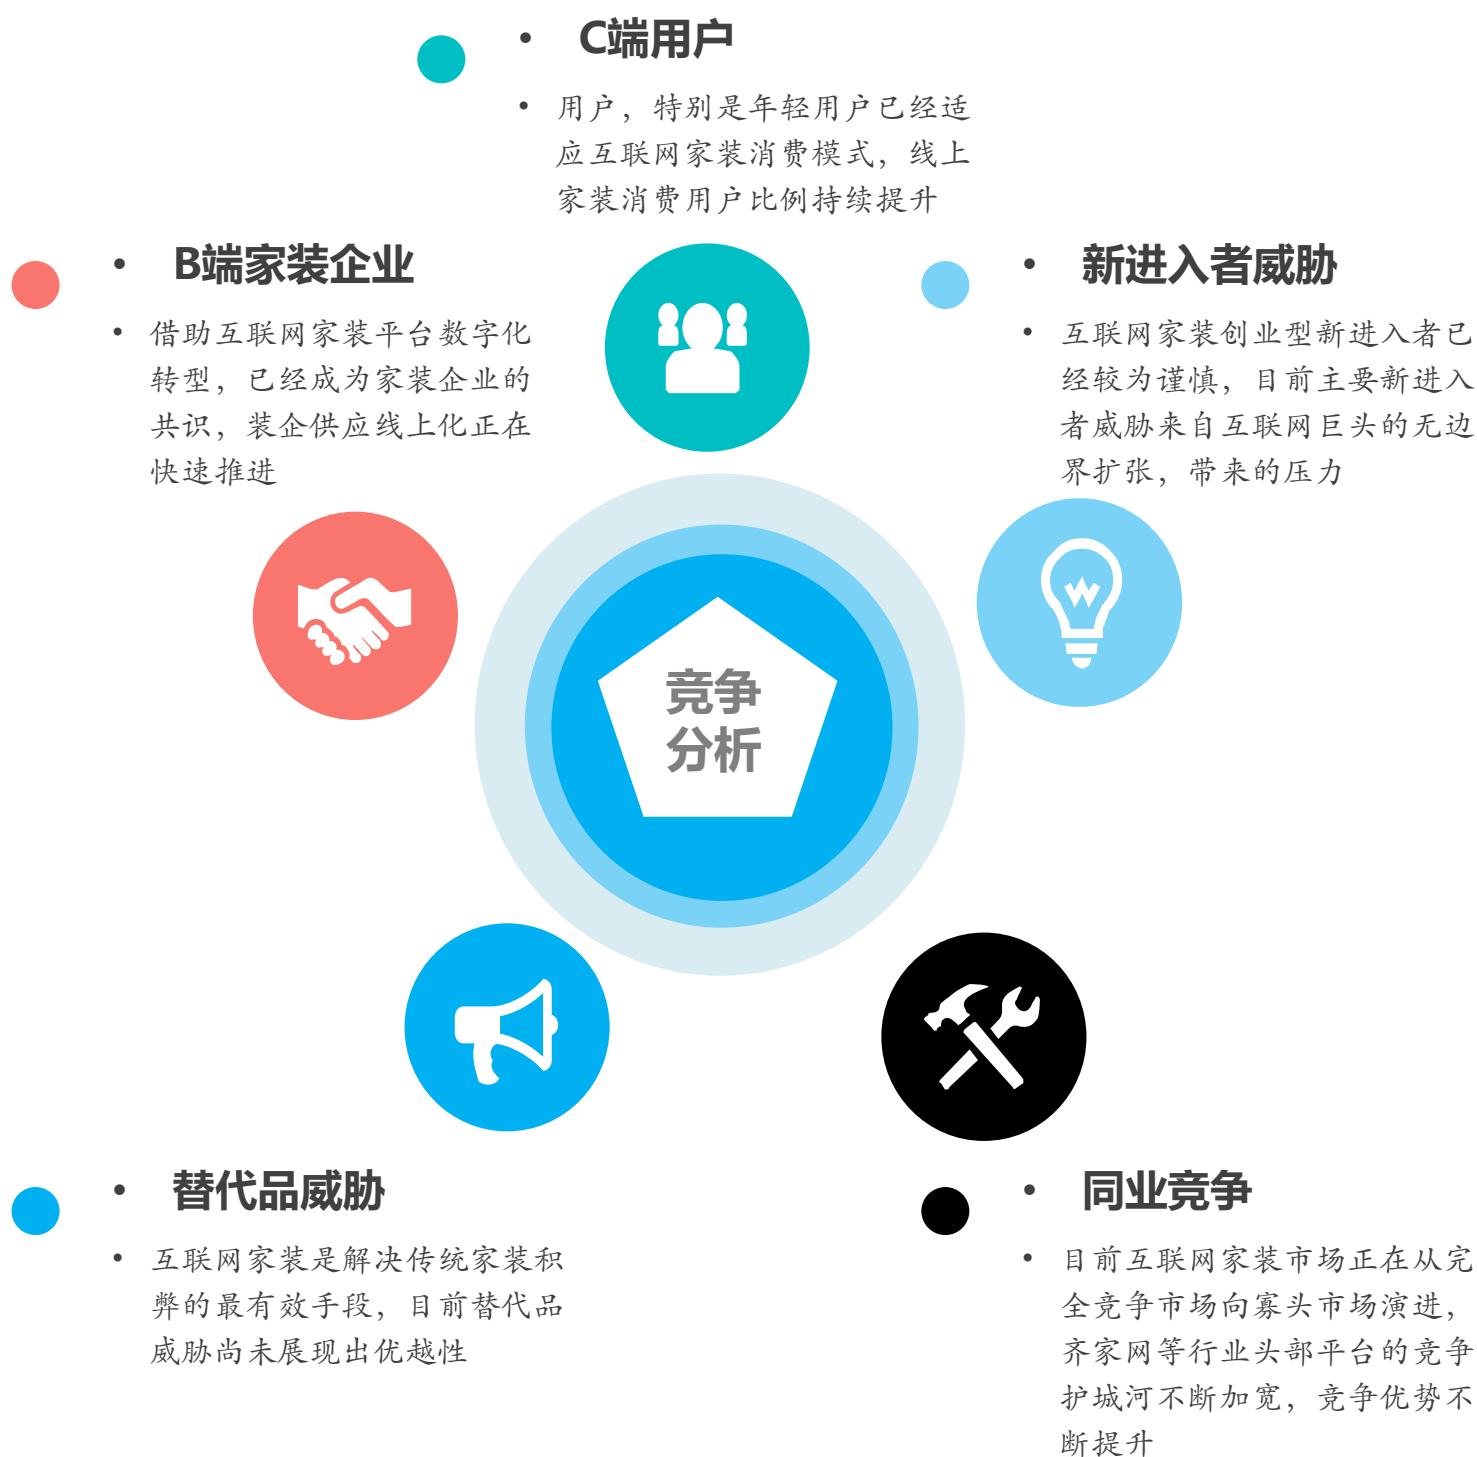 • C端用户
• 用户，特别是年轻用户已经适
应互联网家装消费模式，线上
家装消费用户比例持续提升
• B端家装企业
• 借助互联网家装平台数字化
转型，已经成为家装企业的
共识，装企供应线上化正在
快速推进
• 新进入者威胁
• 互联网家装创业型新进入者已
经较为谨慎，目前主要新进入
者威胁来自互联网巨头的无边
界扩张，带来的压力
竞争
分析
• 替代品威胁
• 互联网家装是解决传统家装积
弊的最有效手段，目前替代品
威胁尚未展现出优越性
• 同业竞争
• 目前互联网家装市场正在从完
全竞争市场向寡头市场演进，
齐家网等行业头部平台的竞争
护城河不断加宽，竞争优势不
断提升